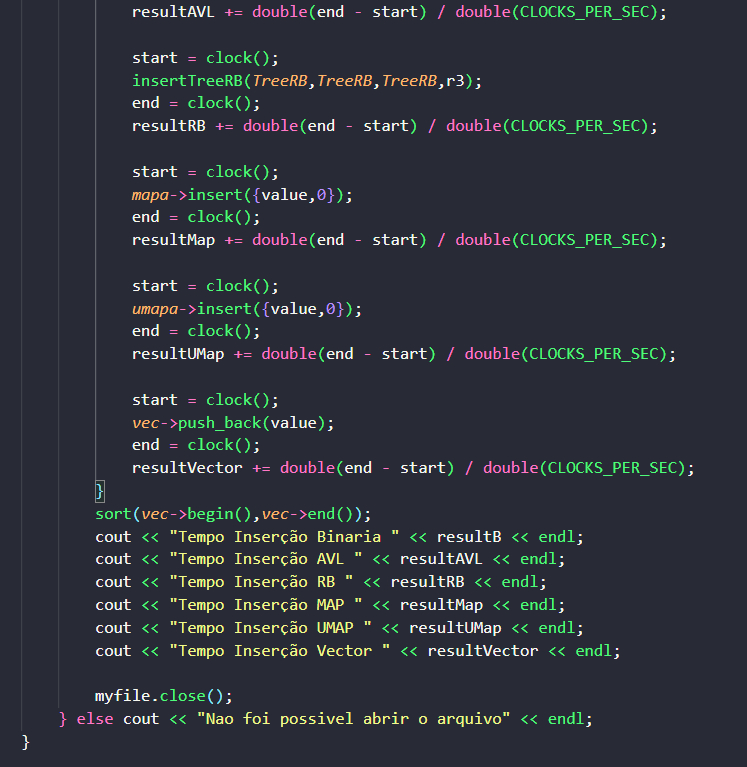 resultAVL += double(end - start) / double(CLOCKS_PER_SEC);
start = clock();
insertTreeRB(TreeRB,TreeRB,TreeRB,r3);
end = clock();
resultRB += double(end - start) / double(CLOCKS_PER_SEC);
start = clock();
mapa->insert({value,0});
end = clock();
resultMap += double(end - start) / double(CLOCKS_PER_SEC);
start = clock();
umapa->insert({value,0});
end = clock();
resultUMap += double(end - start) / double(CLOCKS_PER_SEC);
start = clock();
vec->push_back(value);
end = clock();
resultVector += double(end - start) / double(CLOCKS_PER_SEC);
}
sort(vec->begin(),vec->end());
cout << "Tempo Inserção Binaria " << resultB << endl;
cout << "Tempo Inserção AVL " << resultAVL << endl;
cout << "Tempo Inserção RB " << resultRB << endl;
cout << "Tempo Inserção MAP " << resultMap << endl;
cout << "Tempo Inserção UMAP " << resultUMap << endl;
cout << "Tempo Inserção Vector " << resultVector << endl;
myfile.close();
} else cout << "Nao foi possivel abrir o arquivo" << endl;
}